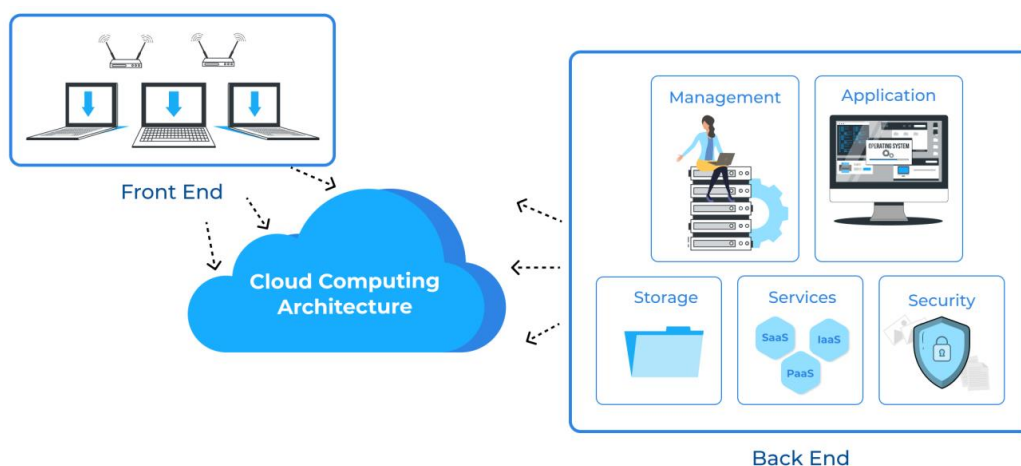 Front End
Cloud Computing
Architecture
Management
Application
OPERATING SYSTEM
Storage
Services
Security
SaaS
IaaS
PaaS
Back End